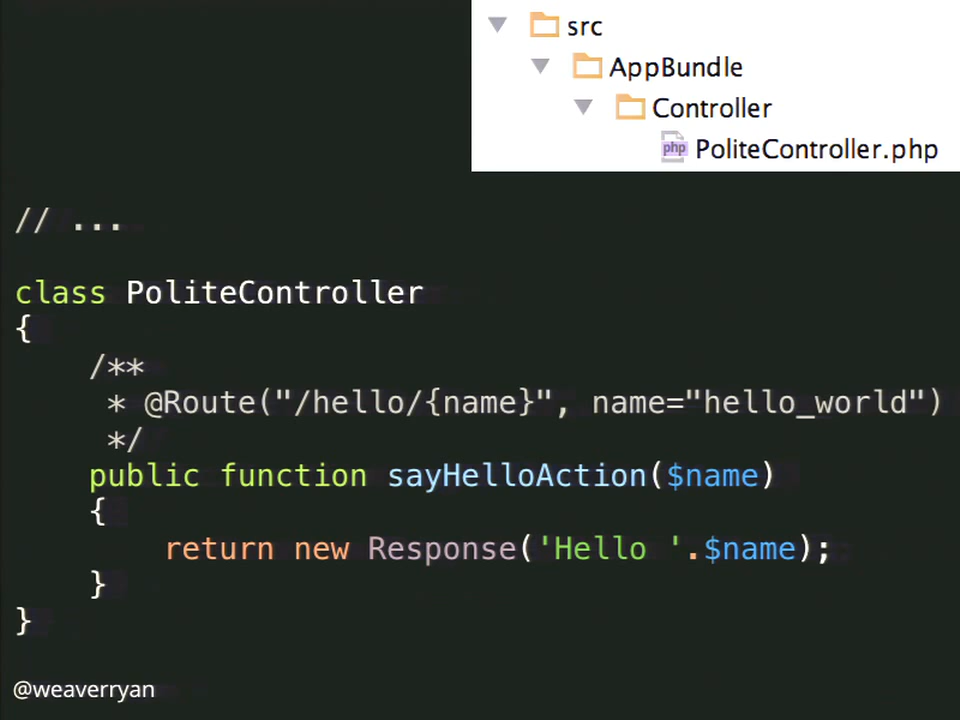 src
AppBundle
Controller
php PoliteController.php
// ...
class PoliteController
{
    /**
     * @Route("/hello/{name}", name="hello_world")
     */
    public function sayHelloAction($name)
    {
        return new Response('Hello '.$name);
    }
}
@weaverryan